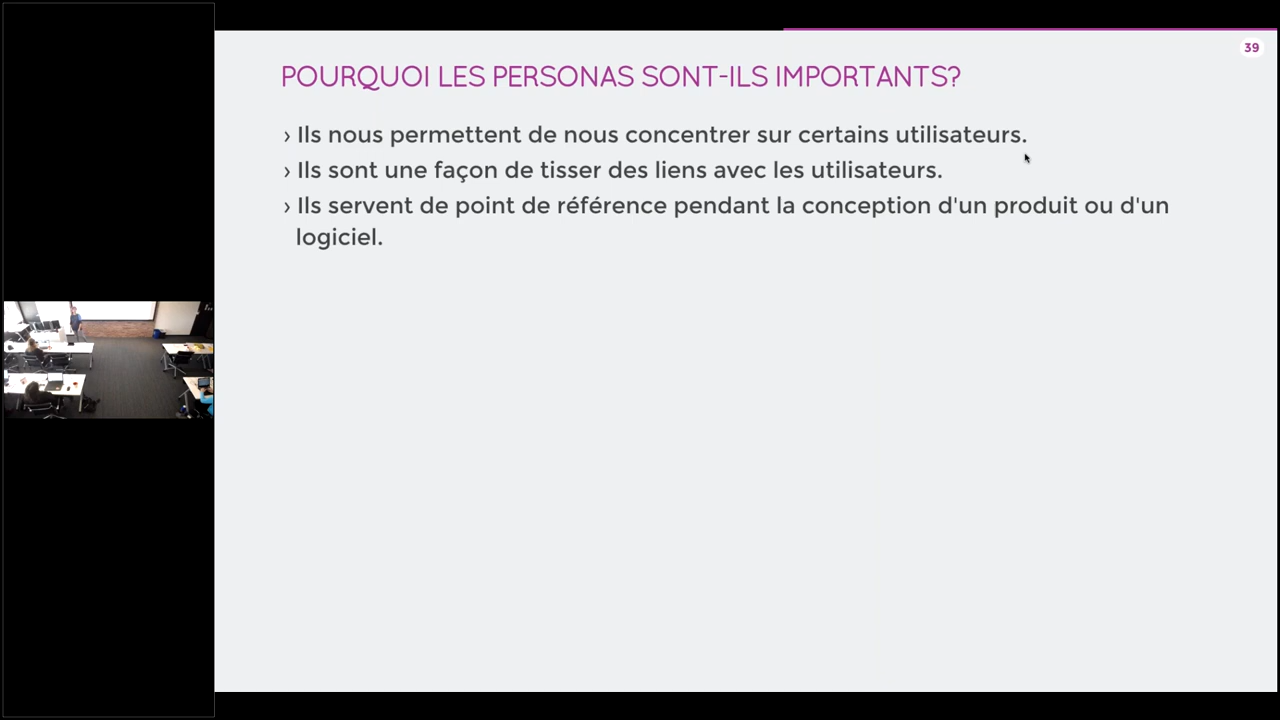 39
POURQUOI LES PERSONAS SONT-ILS IMPORTANTS?
› Ils nous permettent de nous concentrer sur certains utilisateurs.
› Ils sont une façon de tisser des liens avec les utilisateurs.
› Ils servent de point de référence pendant la conception d'un produit ou d'un
logiciel.